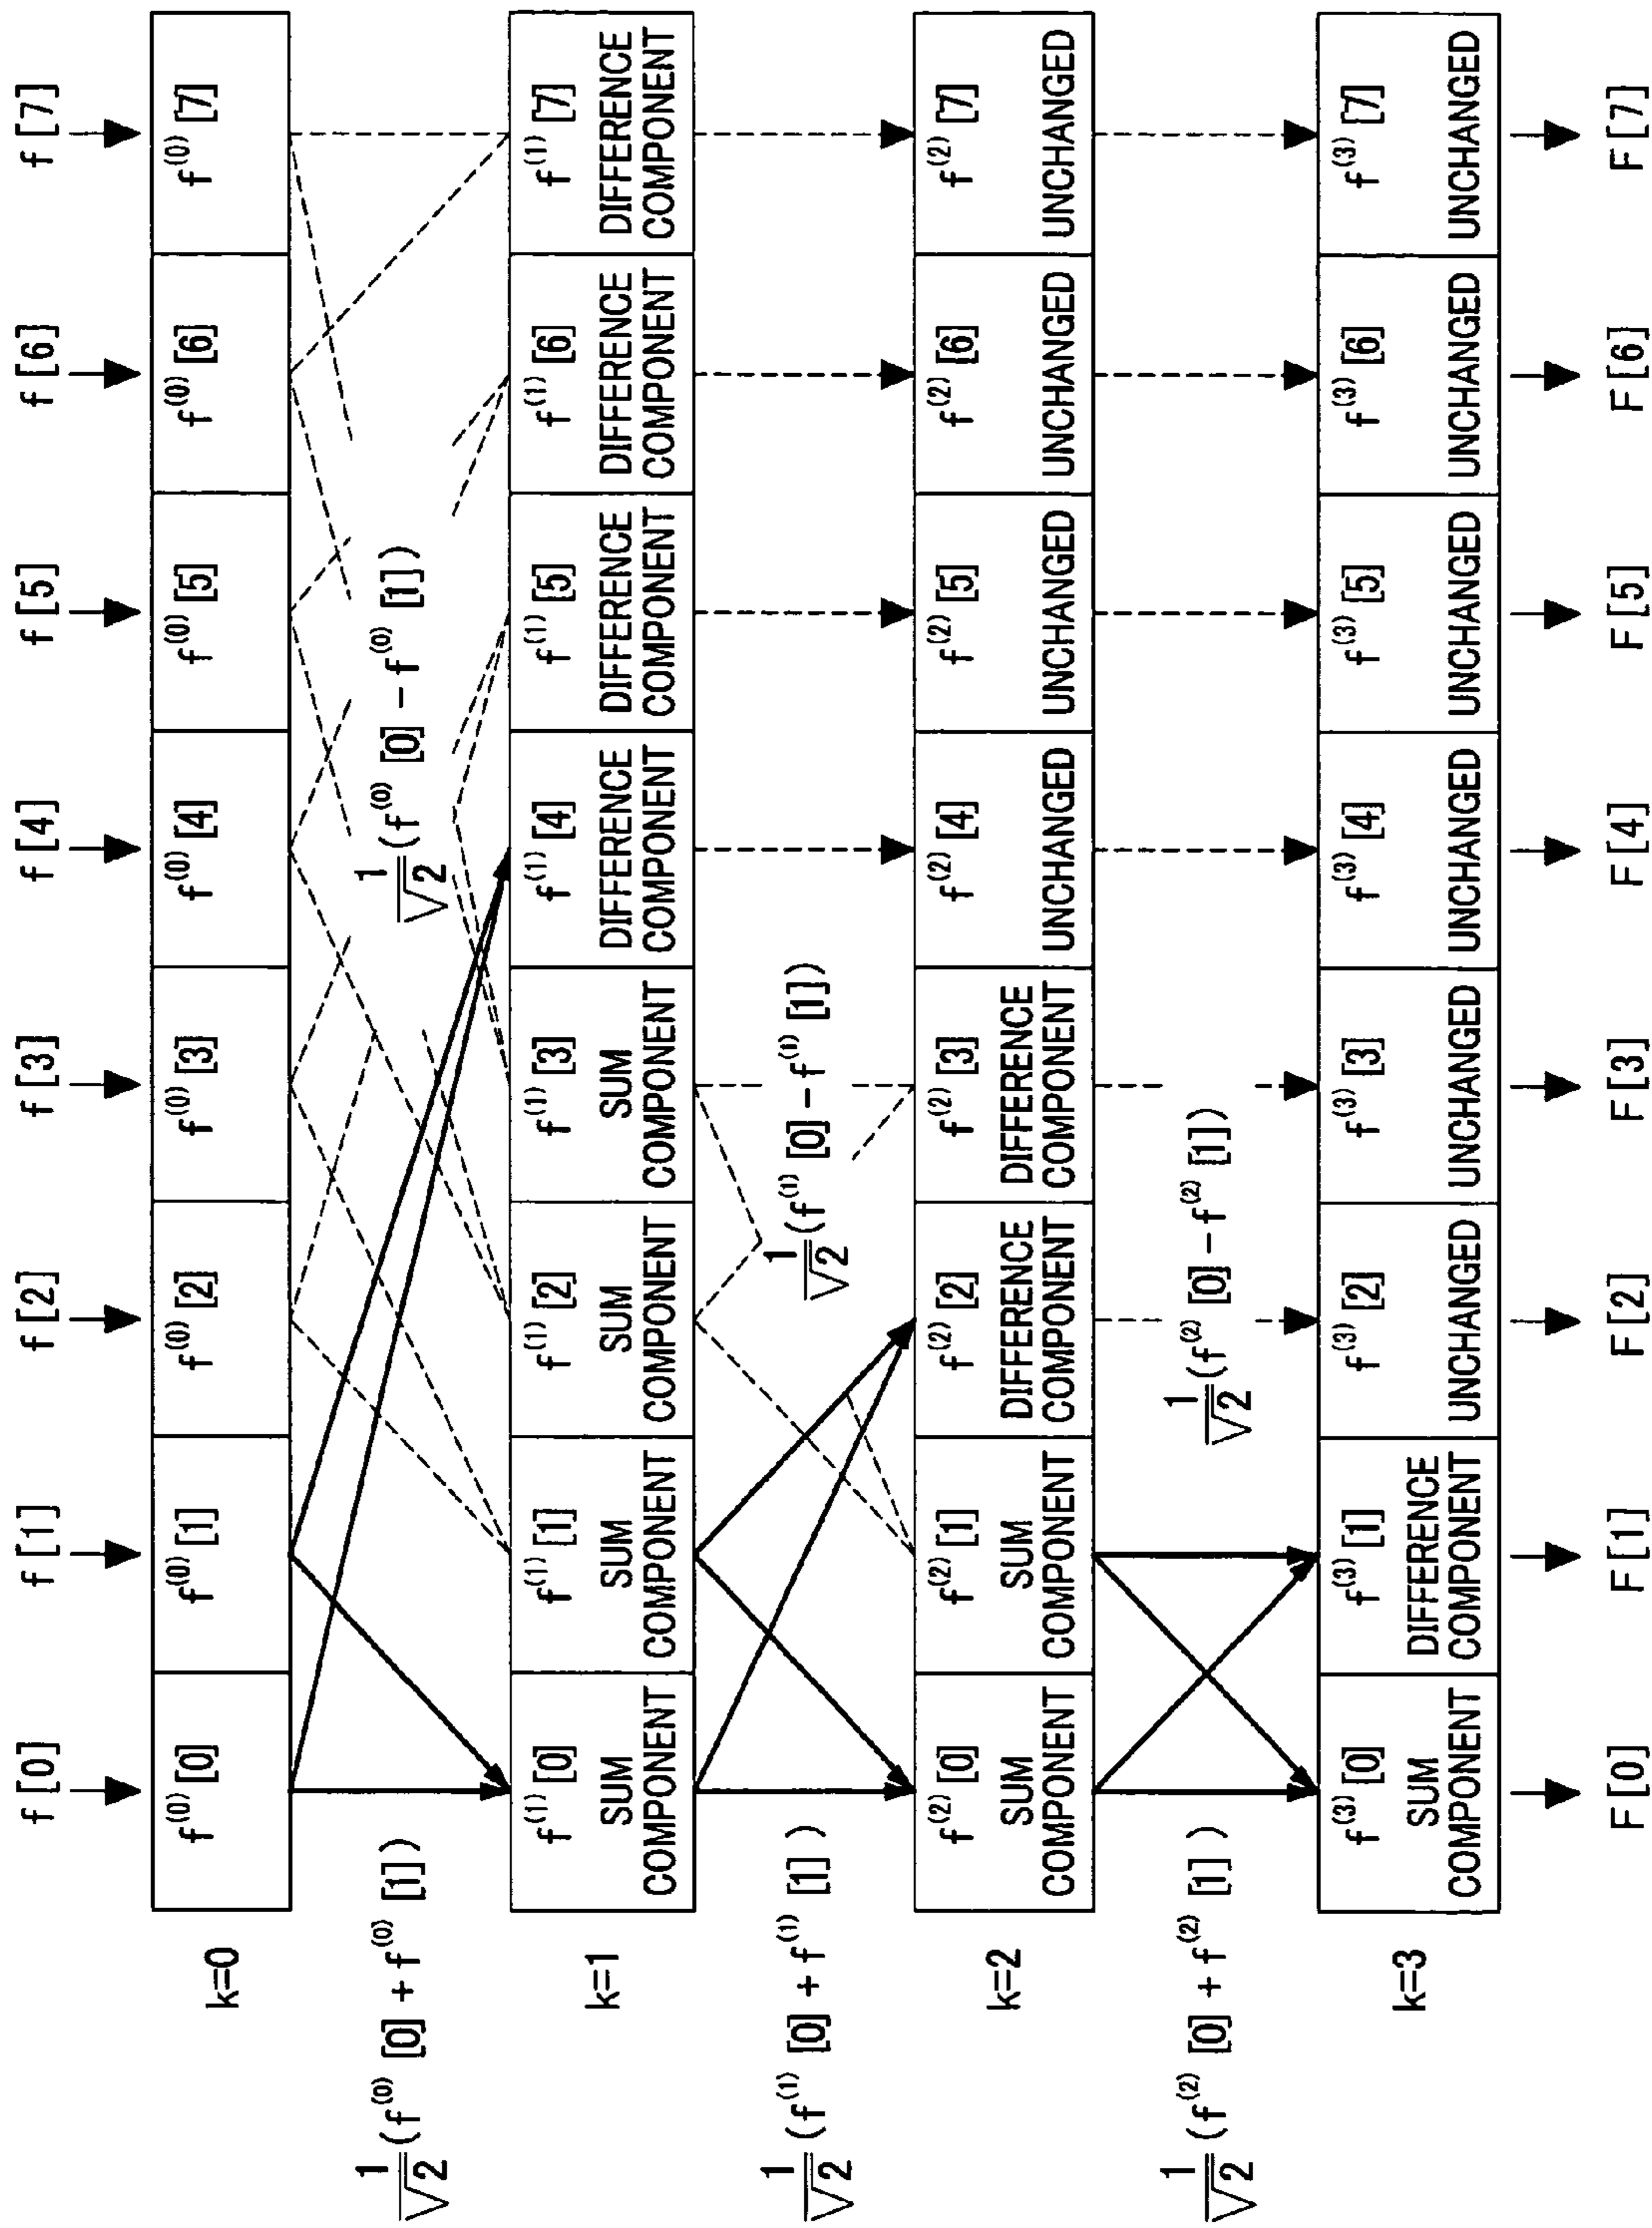 f [0] f [1] f [2] f [3] f [4] f [5] f [6] f [7]
k=0
f(0) [0] f(0) [1] f(0) [2] f(0) [3] f(0) [4] f(0) [5] f(0) [6] f(0) [7]
1/√2 (f(0) [0] + f(0) [1])
1/√2 (f(0) [0] − f(0) [1])
k=1
f(1) [0] f(1) [1] f(1) [2] f(1) [3] f(1) [4] f(1) [5] f(1) [6] f(1) [7]
SUM SUM SUM SUM DIFFERENCE DIFFERENCE DIFFERENCE DIFFERENCE
COMPONENT COMPONENT COMPONENT COMPONENT COMPONENT COMPONENT COMPONENT COMPONENT
1/√2 (f(1) [0] + f(1) [1])
1/√2 (f(1) [0] − f(1) [1])
k=2
f(2) [0] f(2) [1] f(2) [2] f(2) [3] f(2) [4] f(2) [5] f(2) [6] f(2) [7]
SUM SUM DIFFERENCE DIFFERENCE
COMPONENT COMPONENT COMPONENT COMPONENT UNCHANGED UNCHANGED UNCHANGED UNCHANGED
1/√2 (f(2) [0] + f(2) [1])
1/√2 (f(2) [0] − f(2) [1])
k=3
f(3) [0] f(3) [1] f(3) [2] f(3) [3] f(3) [4] f(3) [5] f(3) [6] f(3) [7]
SUM DIFFERENCE
COMPONENT COMPONENT UNCHANGED UNCHANGED UNCHANGED UNCHANGED UNCHANGED UNCHANGED
F [0] F [1] F [2] F [3] F [4] F [5] F [6] F [7]